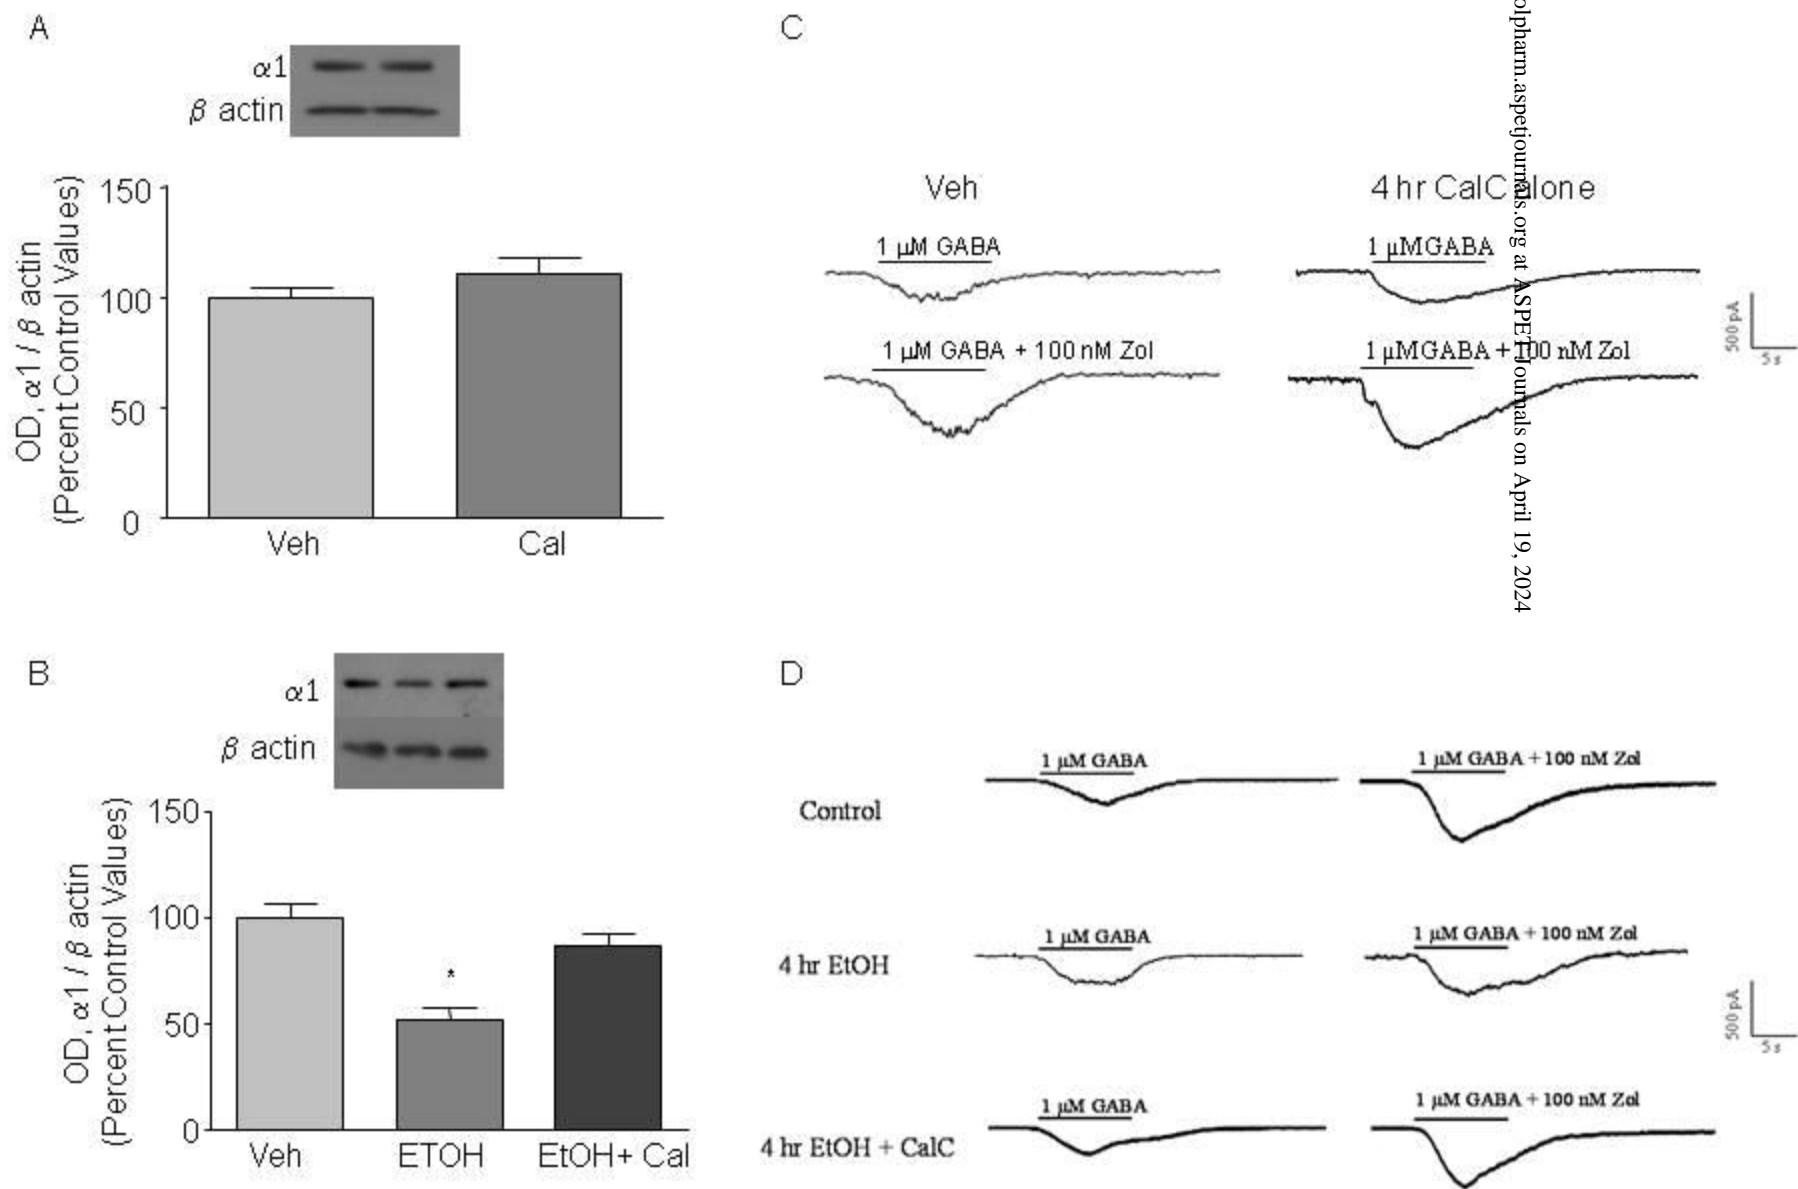 A
α1
β actin
OD, α1 / β actin
(Percent Control Values)
150
100
50
0
Veh
Cal
B
α1
β actin
OD, α1 / β actin
(Percent Control Values)
150
100
50
0
*
Veh
ETOH
EtOH+ Cal
C
Veh
4 hr CalC alone
1 µM GABA
1 µM GABA
1 µM GABA + 100 nM Zol
1 µM GABA + 100 nM Zol
500 pA
5 s
olpharm.aspetjournals.org at ASPET Journals on April 19, 2024
D
Control
1 µM GABA
1 µM GABA + 100 nM Zol
4 hr EtOH
1 µM GABA
1 µM GABA + 100 nM Zol
500 pA
5 s
4 hr EtOH + CalC
1 µM GABA
1 µM GABA + 100 nM Zol